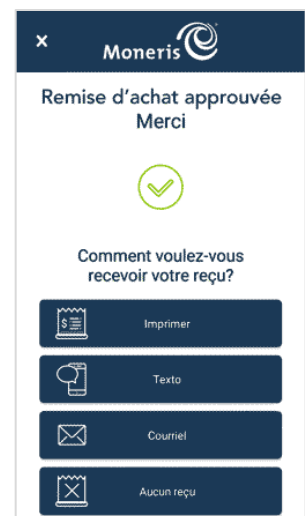 ×
Moneris
Remise d'achat approuvée
Merci
Comment voulez-vous
recevoir votre reçu?
Imprimer
Texto
Courriel
Aucun reçu